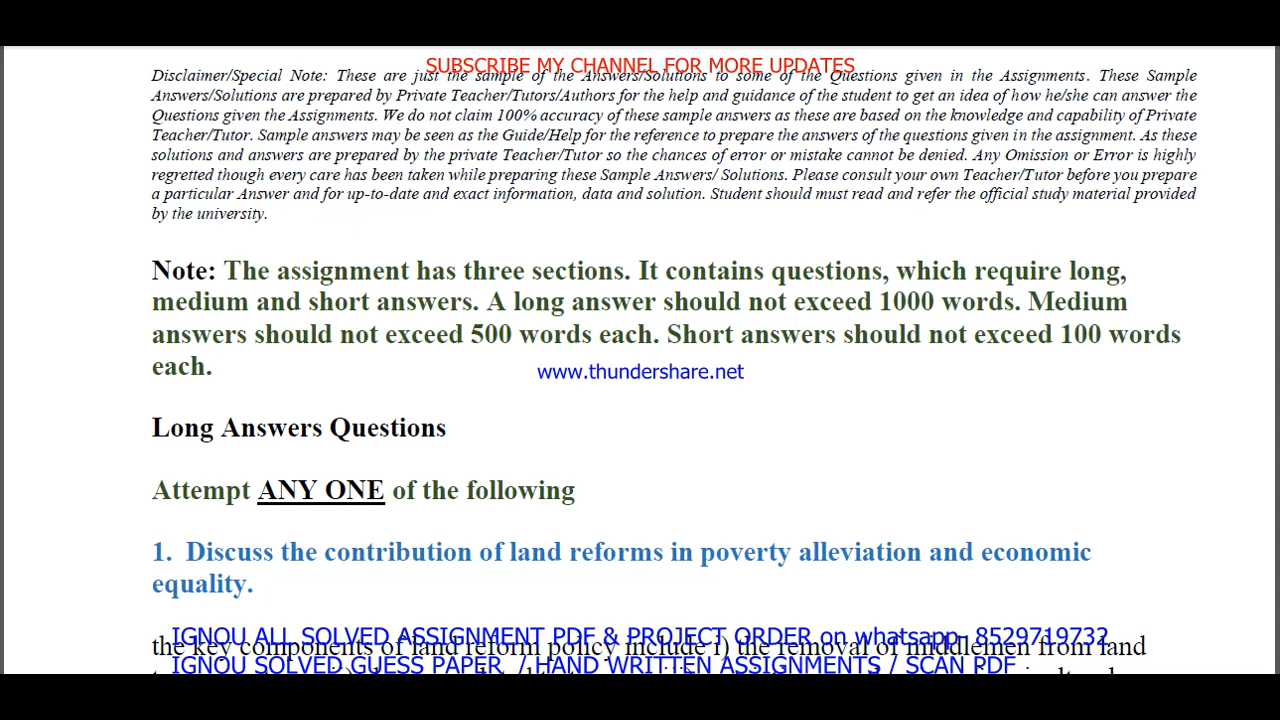 SUBSCRIBE MY CHANNEL FOR MORE UPDATES
Disclaimer/Special Note: These are just the sample of the Answers/Solutions to some of the Questions given in the Assignments. These Sample
Answers/Solutions are prepared by Private Teacher/Tutors/Authors for the help and guidance of the student to get an idea of how he/she can answer the
Questions given the Assignments. We do not claim 100% accuracy of these sample answers as these are based on the knowledge and capability of Private
Teacher/Tutor. Sample answers may be seen as the Guide/Help for the reference to prepare the answers of the questions given in the assignment. As these
solutions and answers are prepared by the private Teacher/Tutor so the chances of error or mistake cannot be denied. Any Omission or Error is highly
regretted though every care has been taken while preparing these Sample Answers/ Solutions. Please consult your own Teacher/Tutor before you prepare
a particular Answer and for up-to-date and exact information, data and solution. Student should must read and refer the official study material provided
by the university.
Note: The assignment has three sections. It contains questions, which require long,
medium and short answers. A long answer should not exceed 1000 words. Medium
answers should not exceed 500 words each. Short answers should not exceed 100 words
each.
www.thundershare.net
Long Answers Questions
Attempt ANY ONE of the following
1. Discuss the contribution of land reforms in poverty alleviation and economic
equality.
IGNOU ALL SOLVED ASSIGNMENT PDF & PROJECT ORDER on whatsapp- 8529719732
the key components of land reform policy include i) the removal of middlemen from land
IGNOU SOLVED GUESS PAPER / HAND WRITTEN ASSIGNMENTS / SCAN PDF